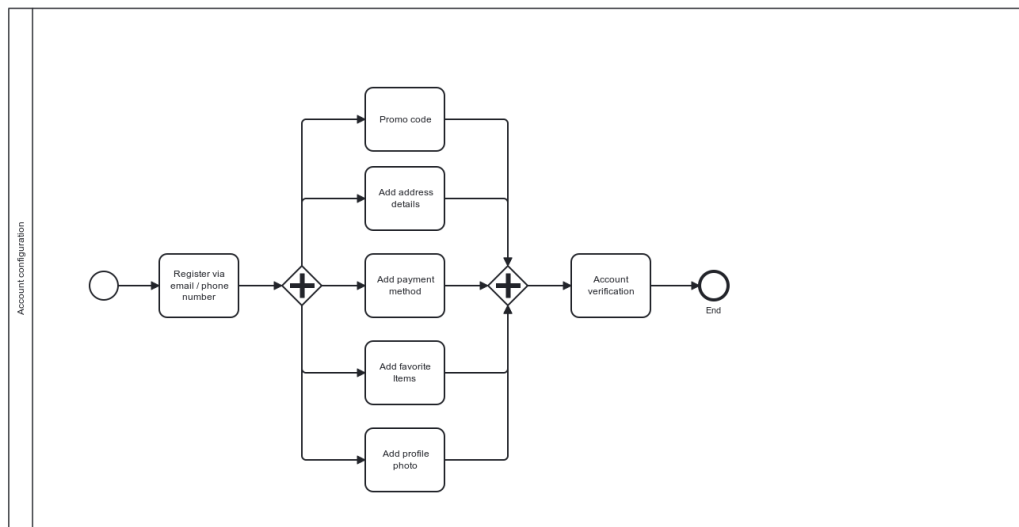 Account configuration
Register via
email / phone
number
Promo code
Add address
details
Add payment
method
Add favorite
Items
Add profile
photo
Account
verification
End